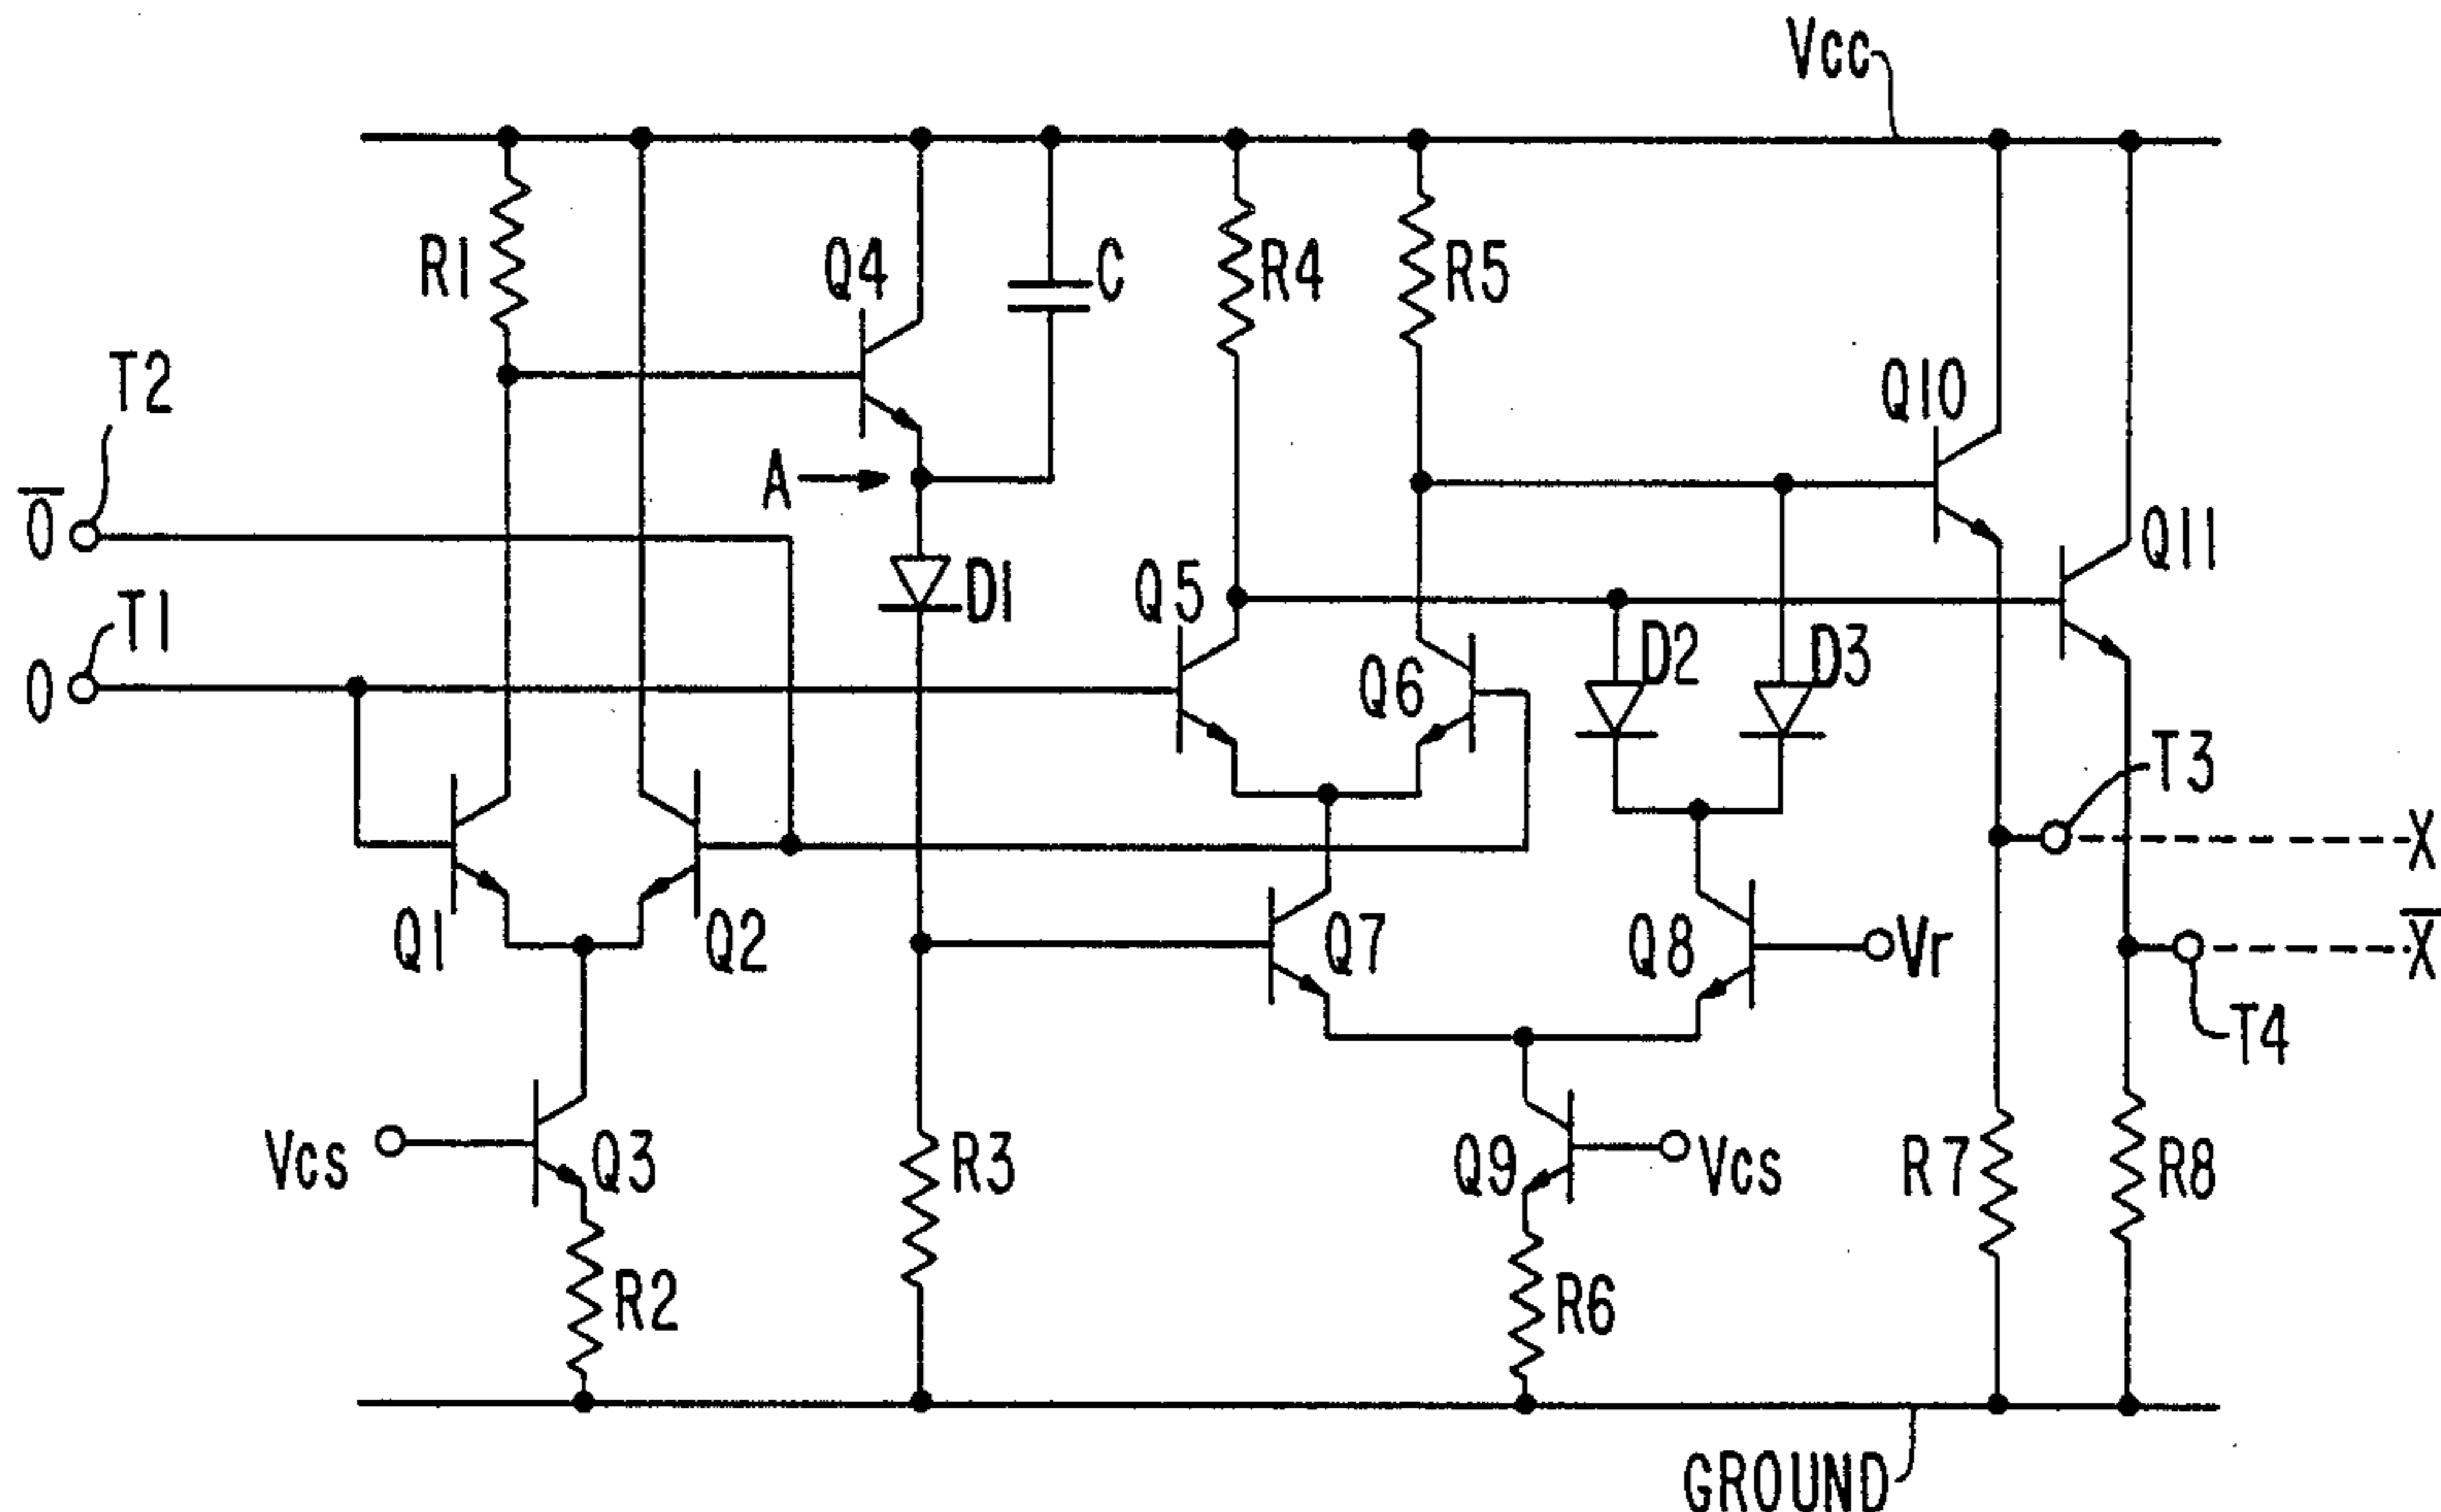 Vcc
R1
Q4
C
R4
R5
T2
Q10
A
O̅
T1
D1
Q5
Q11
O
Q6
D2
D3
T3
X
Q1
Q2
Q7
Q8
Vr
X̅
T4
Vcs
Q3
R3
Q9
Vcs
R7
R8
R2
R6
GROUND